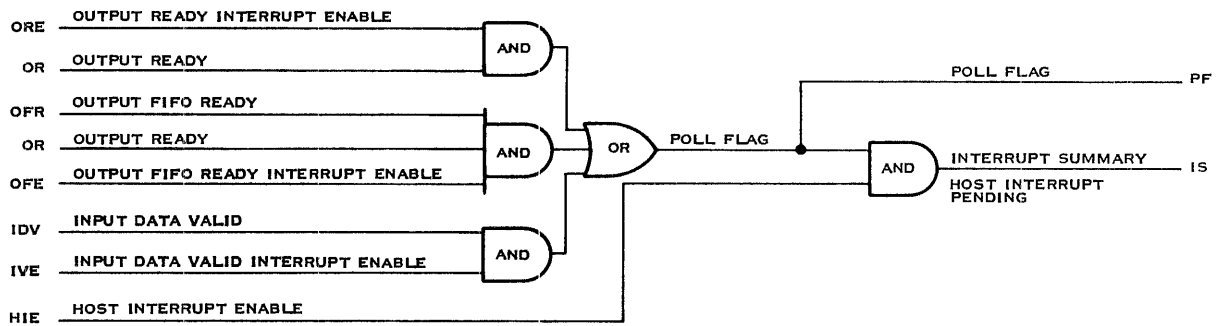 ORE OUTPUT READY INTERRUPT ENABLE
AND
OR OUTPUT READY
POLL FLAG PF
OFR OUTPUT FIFO READY
OR OUTPUT READY
AND
OR
POLL FLAG
OFE OUTPUT FIFO READY INTERRUPT ENABLE
AND
INTERRUPT SUMMARY IS
HOST INTERRUPT
PENDING
IDV INPUT DATA VALID
AND
IVE INPUT DATA VALID INTERRUPT ENABLE
HIE HOST INTERRUPT ENABLE